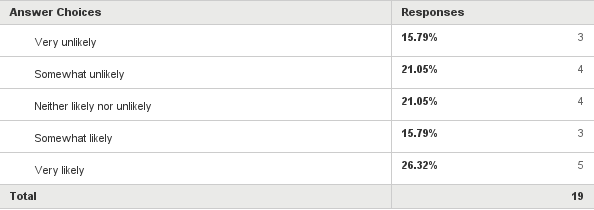 Answer Choices Responses
Very unlikely 15.79% 3
Somewhat unlikely 21.05% 4
Neither likely nor unlikely 21.05% 4
Somewhat likely 15.79% 3
Very likely 26.32% 5
Total 19